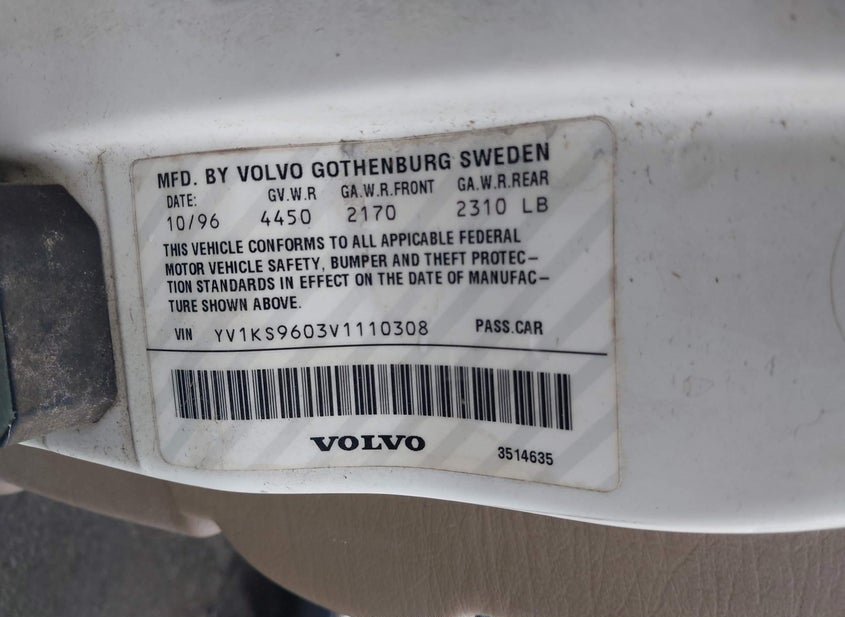 MFD. BY VOLVO GOTHENBURG SWEDEN
DATE: GV.W.R GA.W.R.FRONT GA.W.R.REAR
10/96 4450 2170 2310 LB
THIS VEHICLE CONFORMS TO ALL APPICABLE FEDERAL
MOTOR VEHICLE SAFETY, BUMPER AND THEFT PROTEC–
TION STANDARDS IN EFFECT ON THE DATE OF MANUFAC–
TURE SHOWN ABOVE.
VIN YV1KS9603V1110308 PASS.CAR
VOLVO 3514635